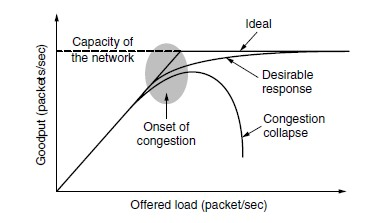 Ideal
Capacity of
the network
Desirable
response
Onset of
congestion
Congestion
collapse
Goodput (packets/sec)
Offered load (packet/sec)